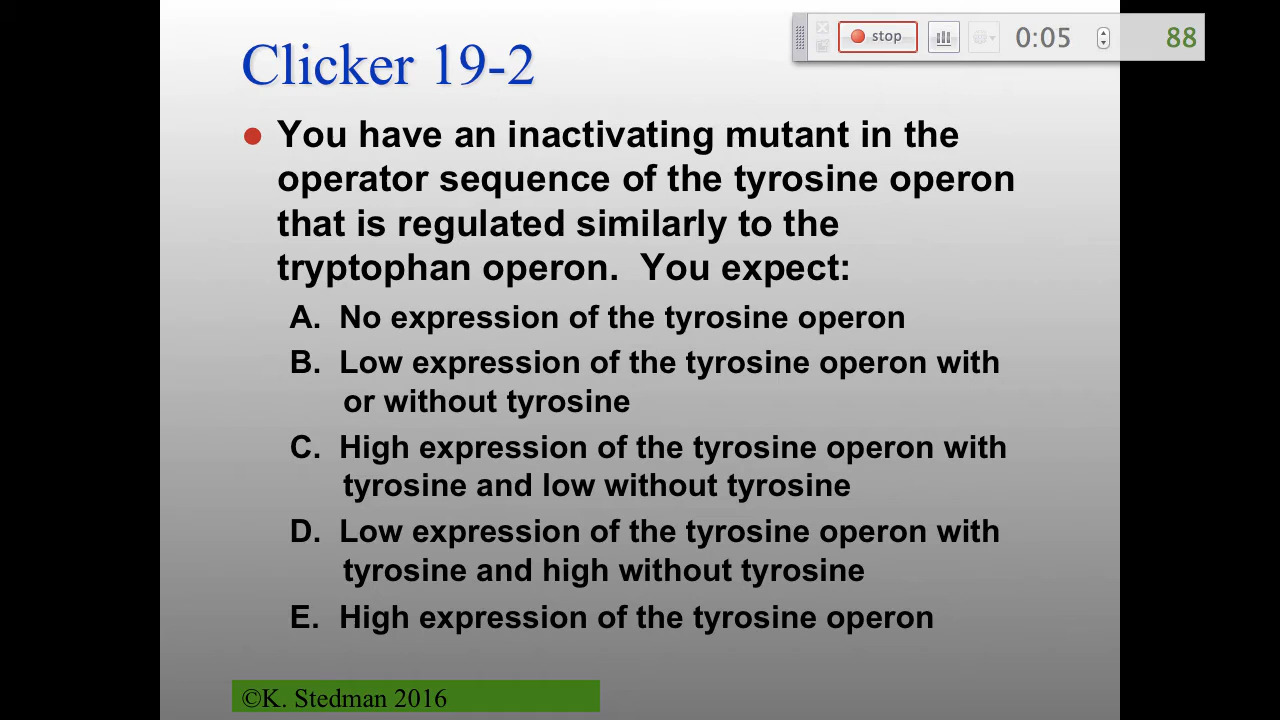 Clicker 19-2
stop
0:05
88
You have an inactivating mutant in the
operator sequence of the tyrosine operon
that is regulated similarly to the
tryptophan operon. You expect:
A. No expression of the tyrosine operon
B. Low expression of the tyrosine operon with
or without tyrosine
C. High expression of the tyrosine operon with
tyrosine and low without tyrosine
D. Low expression of the tyrosine operon with
tyrosine and high without tyrosine
E. High expression of the tyrosine operon
©K. Stedman 2016